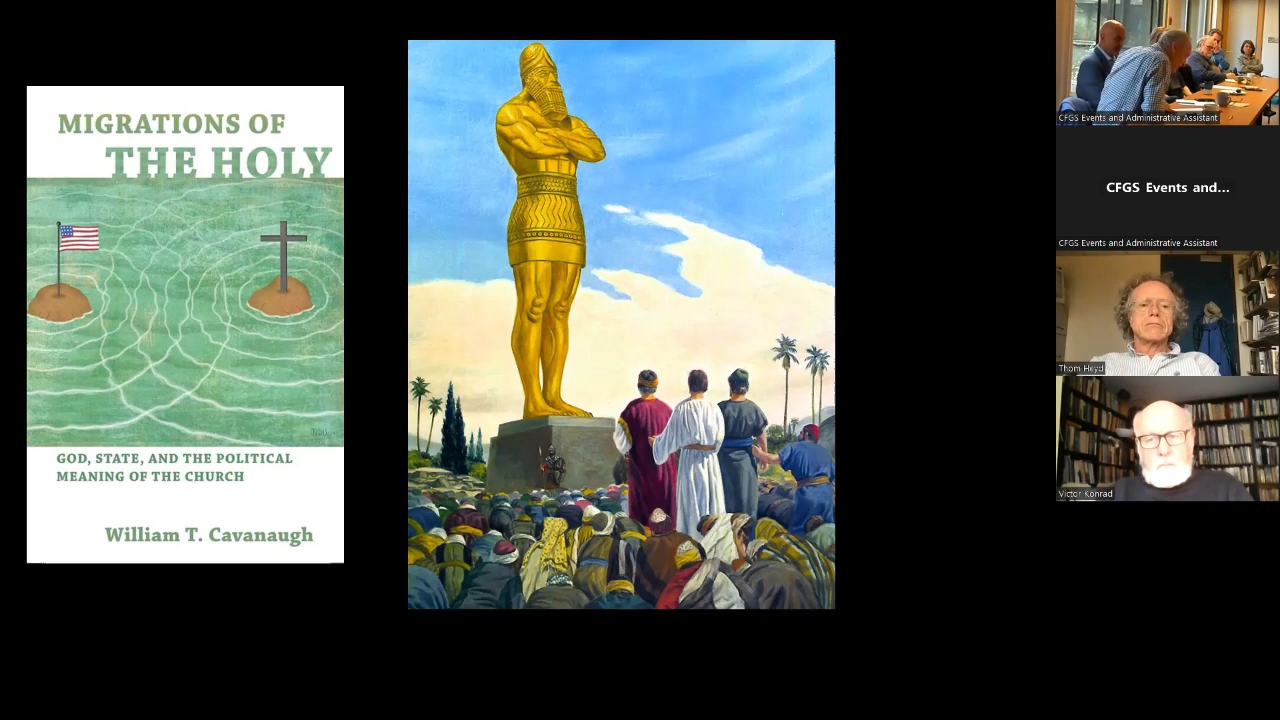 MIGRATIONS OF
THE HOLY
GOD, STATE, AND THE POLITICAL
MEANING OF THE CHURCH
William T. Cavanaugh
CFGS Events and Administrative Assistant
CFGS Events and...
CFGS Events and Administrative Assistant
Thom Heyd
Victor Konrad